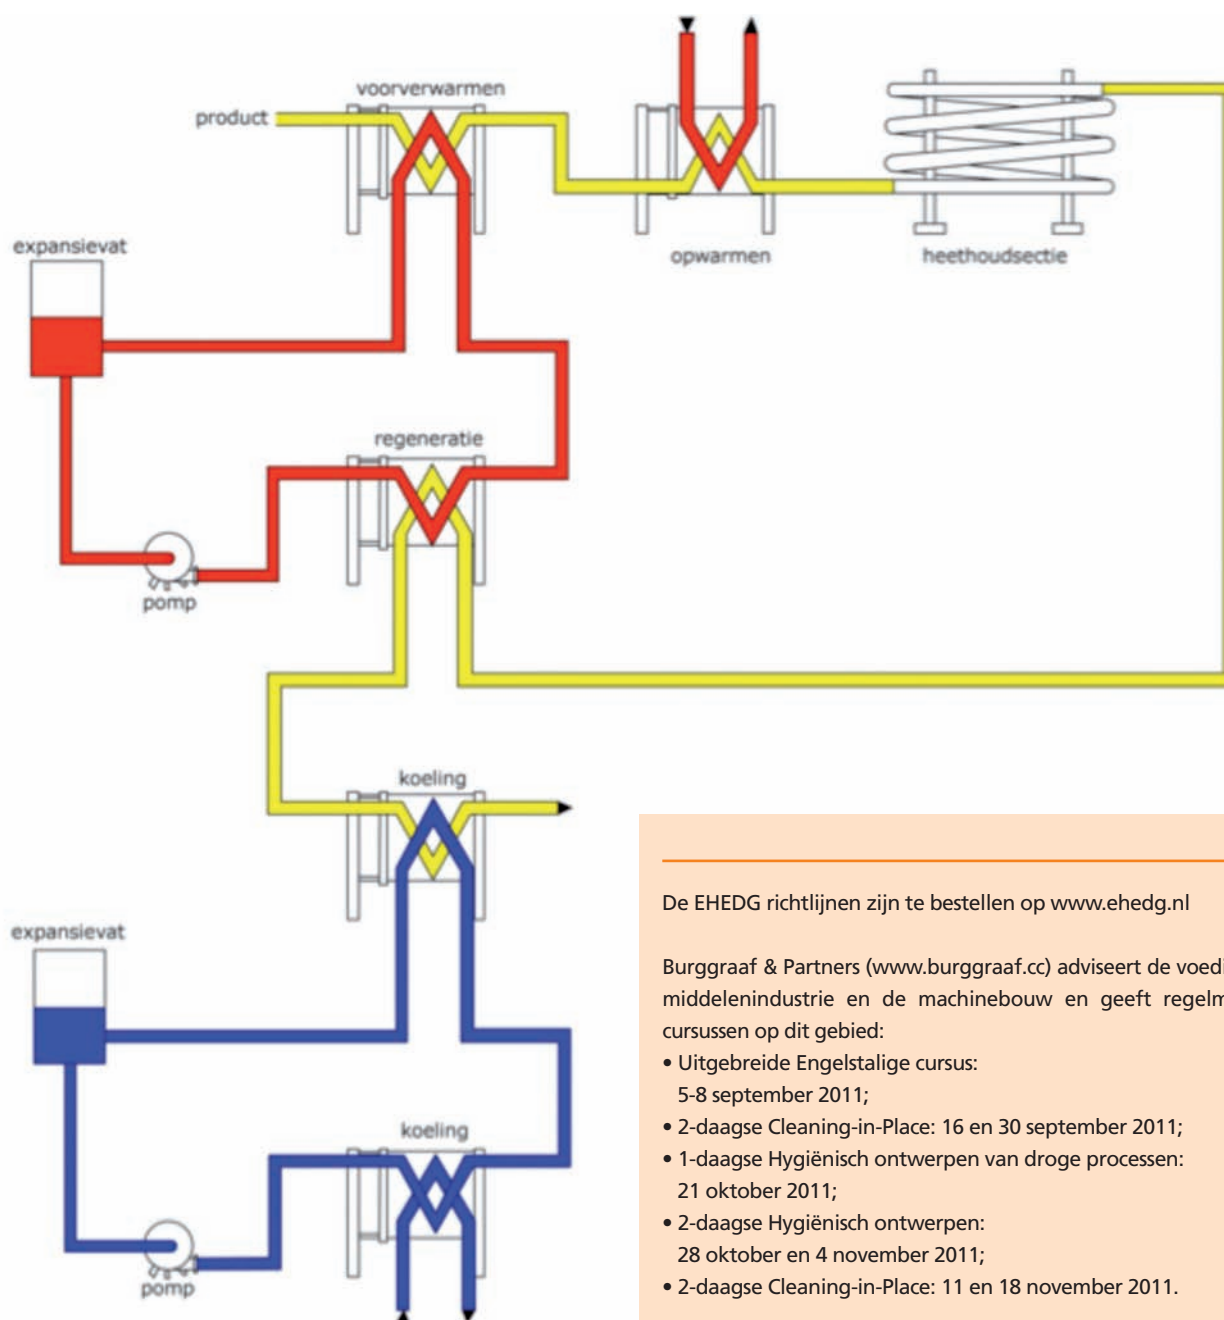 voorverwarmen
product
opwarmen
heethoudsectie
expansievat
regeneratie
pomp
koeling
expansievat
koeling
pomp
De EHEDG richtlijnen zijn te bestellen op www.ehedg.nl
Burggraaf & Partners (www.burggraaf.cc) adviseert de voedi
middelenindustrie en de machinebouw en geeft regelm
cursussen op dit gebied:
• Uitgebreide Engelstalige cursus:
5-8 september 2011;
• 2-daagse Cleaning-in-Place: 16 en 30 september 2011;
• 1-daagse Hygiënisch ontwerpen van droge processen:
21 oktober 2011;
• 2-daagse Hygiënisch ontwerpen:
28 oktober en 4 november 2011;
• 2-daagse Cleaning-in-Place: 11 en 18 november 2011.